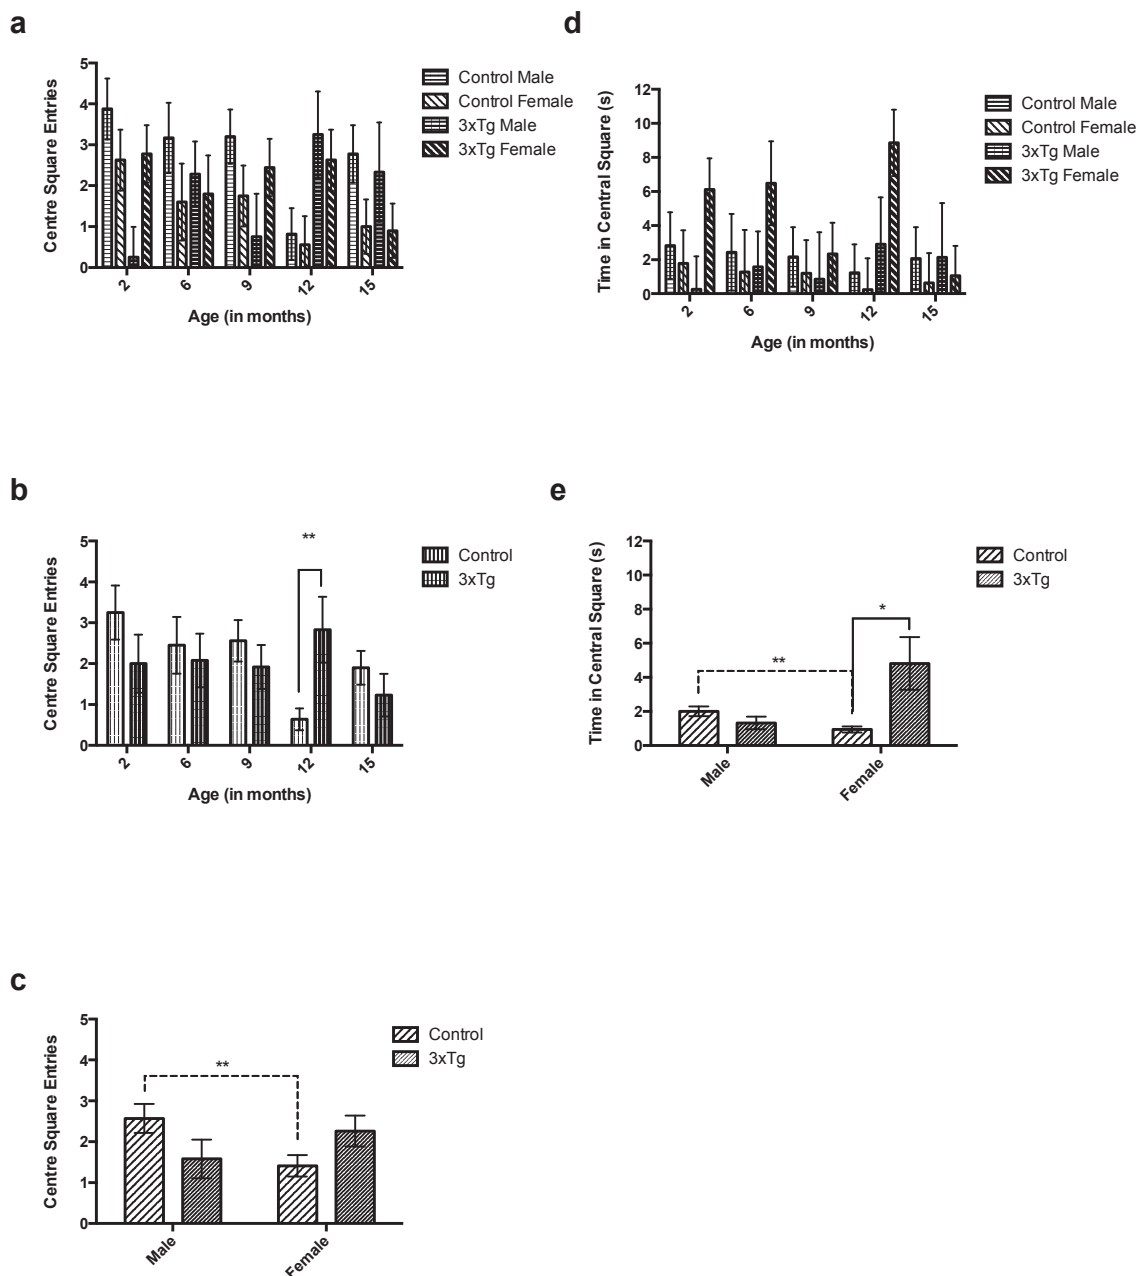 a
Centre Square Entries
5
4
3
2
1
0
2
6
9
12
15
Age (in months)
Control Male
Control Female
3xTg Male
3xTg Female
d
Time in Central Square (s)
12
10
8
6
4
2
0
2
6
9
12
15
Age (in months)
Control Male
Control Female
3xTg Male
3xTg Female
b
Centre Square Entries
5
4
3
2
1
0
**
2
6
9
12
15
Age (in months)
Control
3xTg
e
Time in Central Square (s)
12
10
8
6
4
2
0
**
*
Male
Female
Control
3xTg
c
Centre Square Entries
5
4
3
2
1
0
**
Male
Female
Control
3xTg